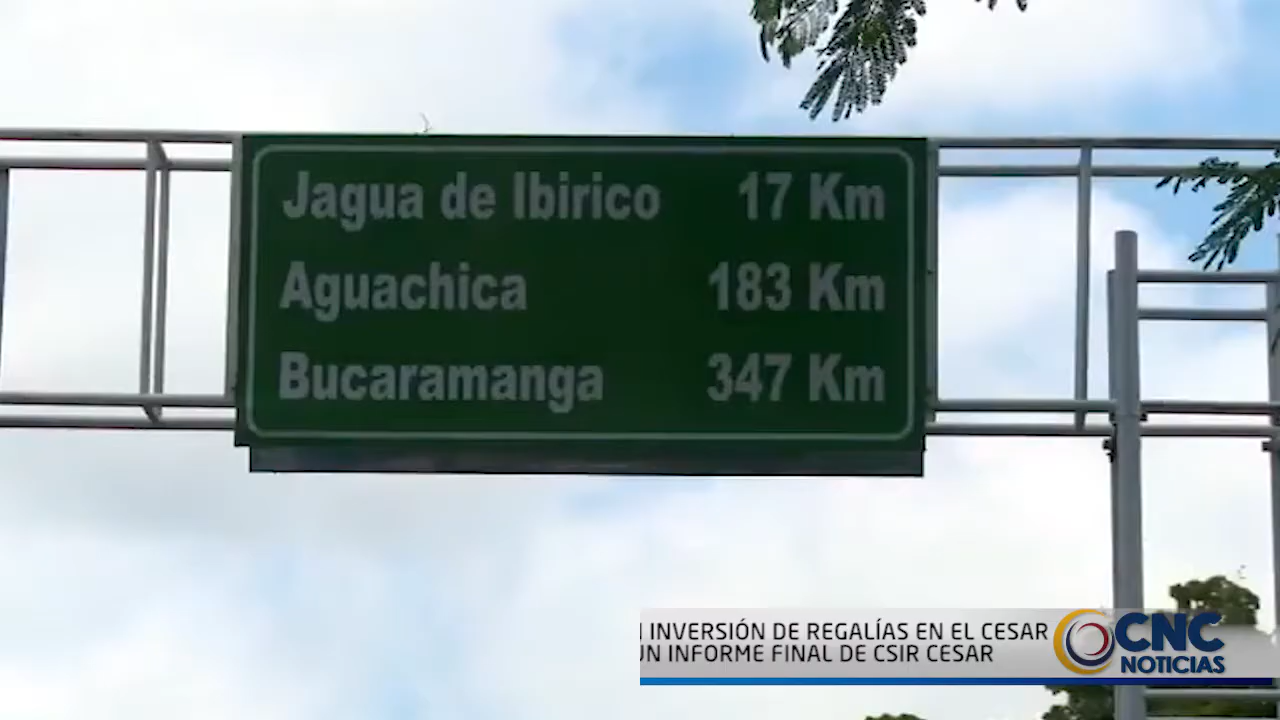 Jagua de Ibirico 17 Km
Aguachica 183 Km
Bucaramanga 347 Km
INVERSIÓN DE REGALÍAS EN EL CESAR
INFORME FINAL DE CSIR CESAR
CNC
NOTICIAS